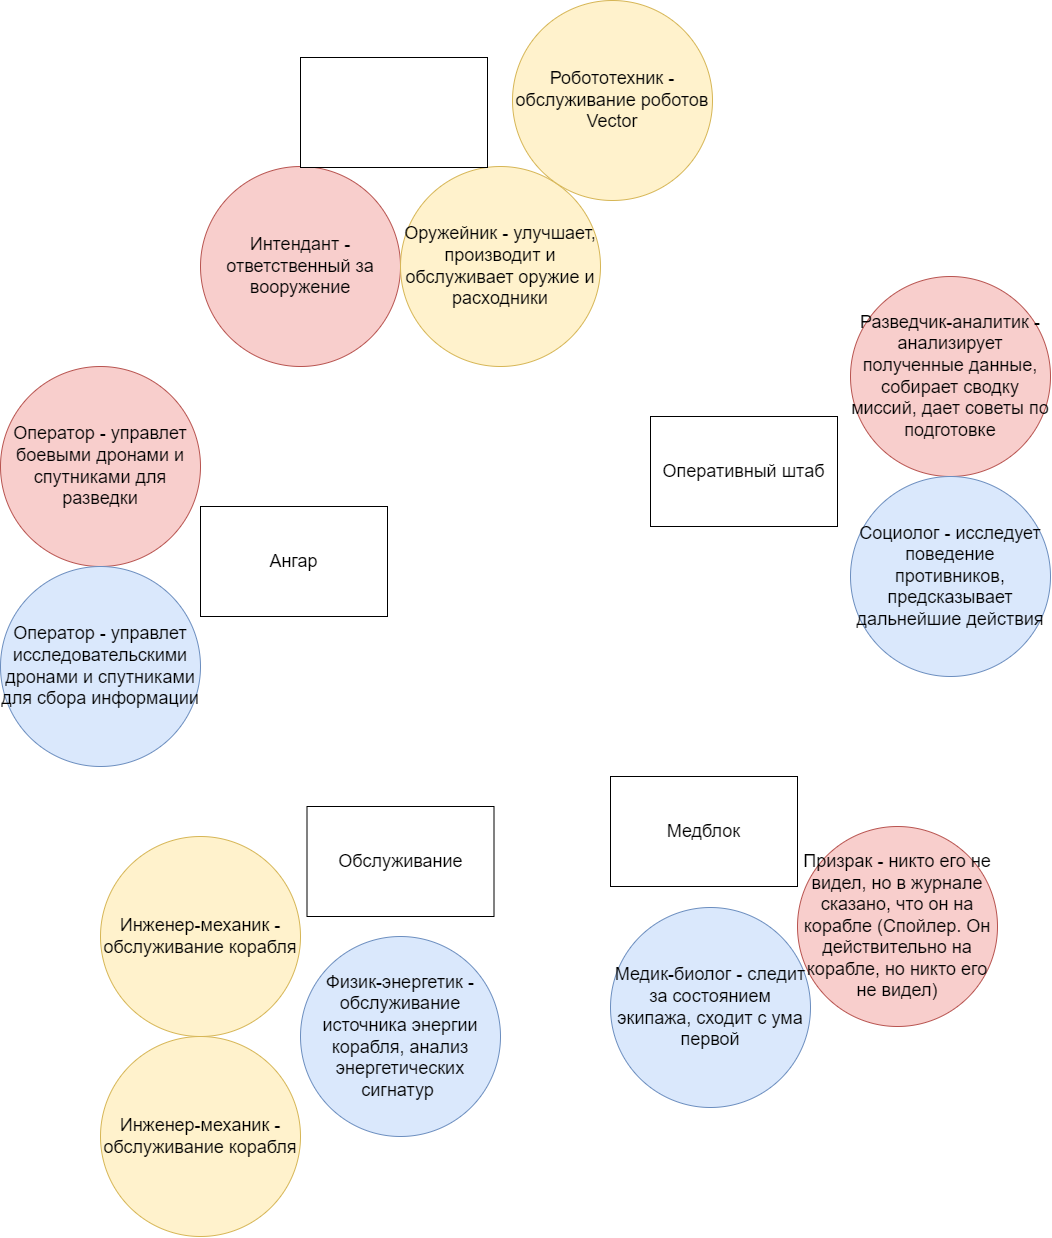 Робототехник -
обслуживание роботов
Vector
Интендант -
ответственный за
вооружение
Оружейник - улучшает,
производит и
обслуживает оружие и
расходники
Разведчик-аналитик -
анализирует
полученные данные,
собирает сводку
миссий, дает советы по
подготовке
Оператор - управлет
боевыми дронами и
спутниками для
разведки
Оперативный штаб
Ангар
Социолог - исследует
поведение
противников,
предсказывает
дальнейшие действия
Оператор - управлет
исследовательскими
дронами и спутниками
для сбора информации
Обслуживание
Медблок
Призрак - никто его не
видел, но в журнале
сказано, что он на
корабле (Спойлер. Он
действительно на
корабле, но никто его
не видел)
Инженер-механик -
обслуживание корабля
Физик-энергетик -
обслуживание
источника энергии
корабля, анализ
энергетических
сигнатур
Медик-биолог - следит
за состоянием
экипажа, сходит с ума
первой
Инженер-механик -
обслуживание корабля